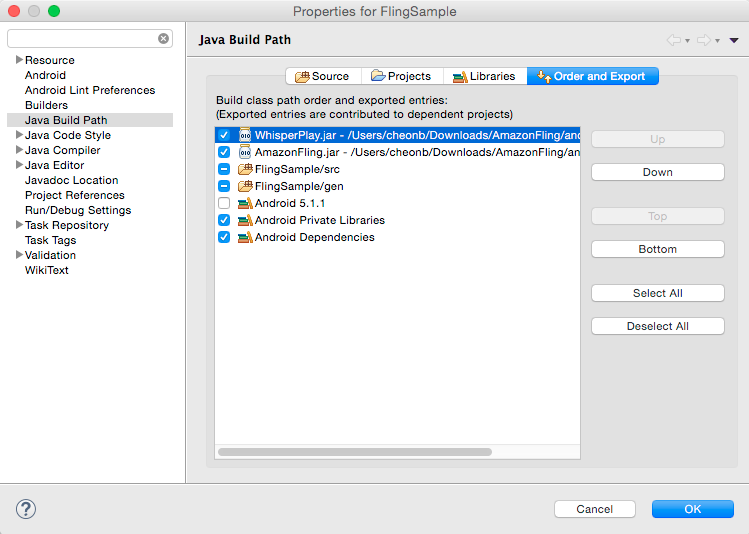 Properties for FlingSample
Java Build Path
Resource
Android
Android Lint Preferences
Builders
Java Build Path
Java Code Style
Java Compiler
Java Editor
Javadoc Location
Project References
Run/Debug Settings
Task Repository
Task Tags
Validation
WikiText
Source
Projects
Libraries
Order and Export
Build class path order and exported entries:
(Exported entries are contributed to dependent projects)
WhisperPlay.jar - /Users/cheonb/Downloads/AmazonFling/an
AmazonFling.jar - /Users/cheonb/Downloads/AmazonFling/an
FlingSample/src
FlingSample/gen
Android 5.1.1
Android Private Libraries
Android Dependencies
Up
Down
Top
Bottom
Select All
Deselect All
?
Cancel
OK